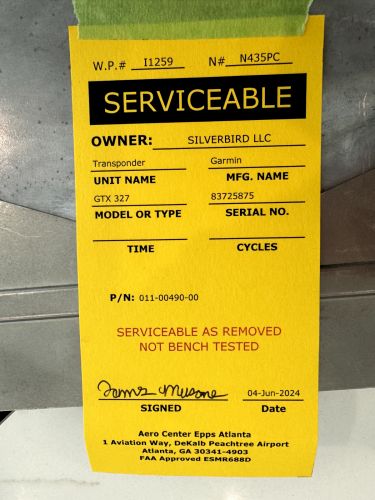 W.P.# I1259 N# N435PC
SERVICEABLE
OWNER: SILVERBIRD LLC
Transponder Garmin
UNIT NAME MFG. NAME
GTX 327 83725875
MODEL OR TYPE SERIAL NO.
TIME CYCLES
P/N: 011-00490-00
SERVICEABLE AS REMOVED
NOT BENCH TESTED
04-Jun-2024
SIGNED Date
Aero Center Epps Atlanta
1 Aviation Way, DeKalb Peachtree Airport
Atlanta, GA 30341-4903
FAA Approved ESMR688D